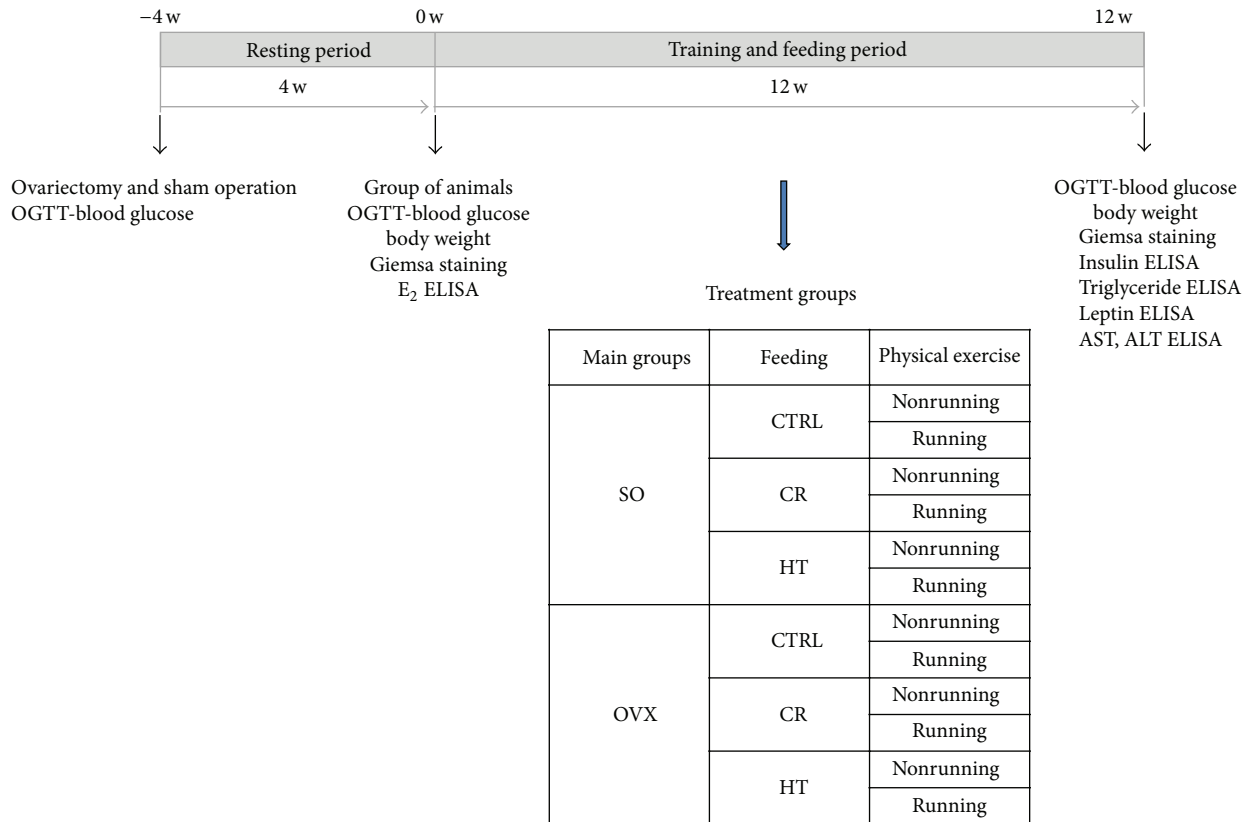 −4 w
0 w
12 w
Resting period
Training and feeding period
4 w
12 w
Ovariectomy and sham operation
OGTT-blood glucose
Group of animals
OGTT-blood glucose
body weight
Giemsa staining
E₂ ELISA
OGTT-blood glucose
body weight
Giemsa staining
Insulin ELISA
Triglyceride ELISA
Leptin ELISA
AST, ALT ELISA
Treatment groups
Main groups
Feeding
Physical exercise
SO
CTRL
Nonrunning
Running
CR
Nonrunning
Running
HT
Nonrunning
Running
OVX
CTRL
Nonrunning
Running
CR
Nonrunning
Running
HT
Nonrunning
Running